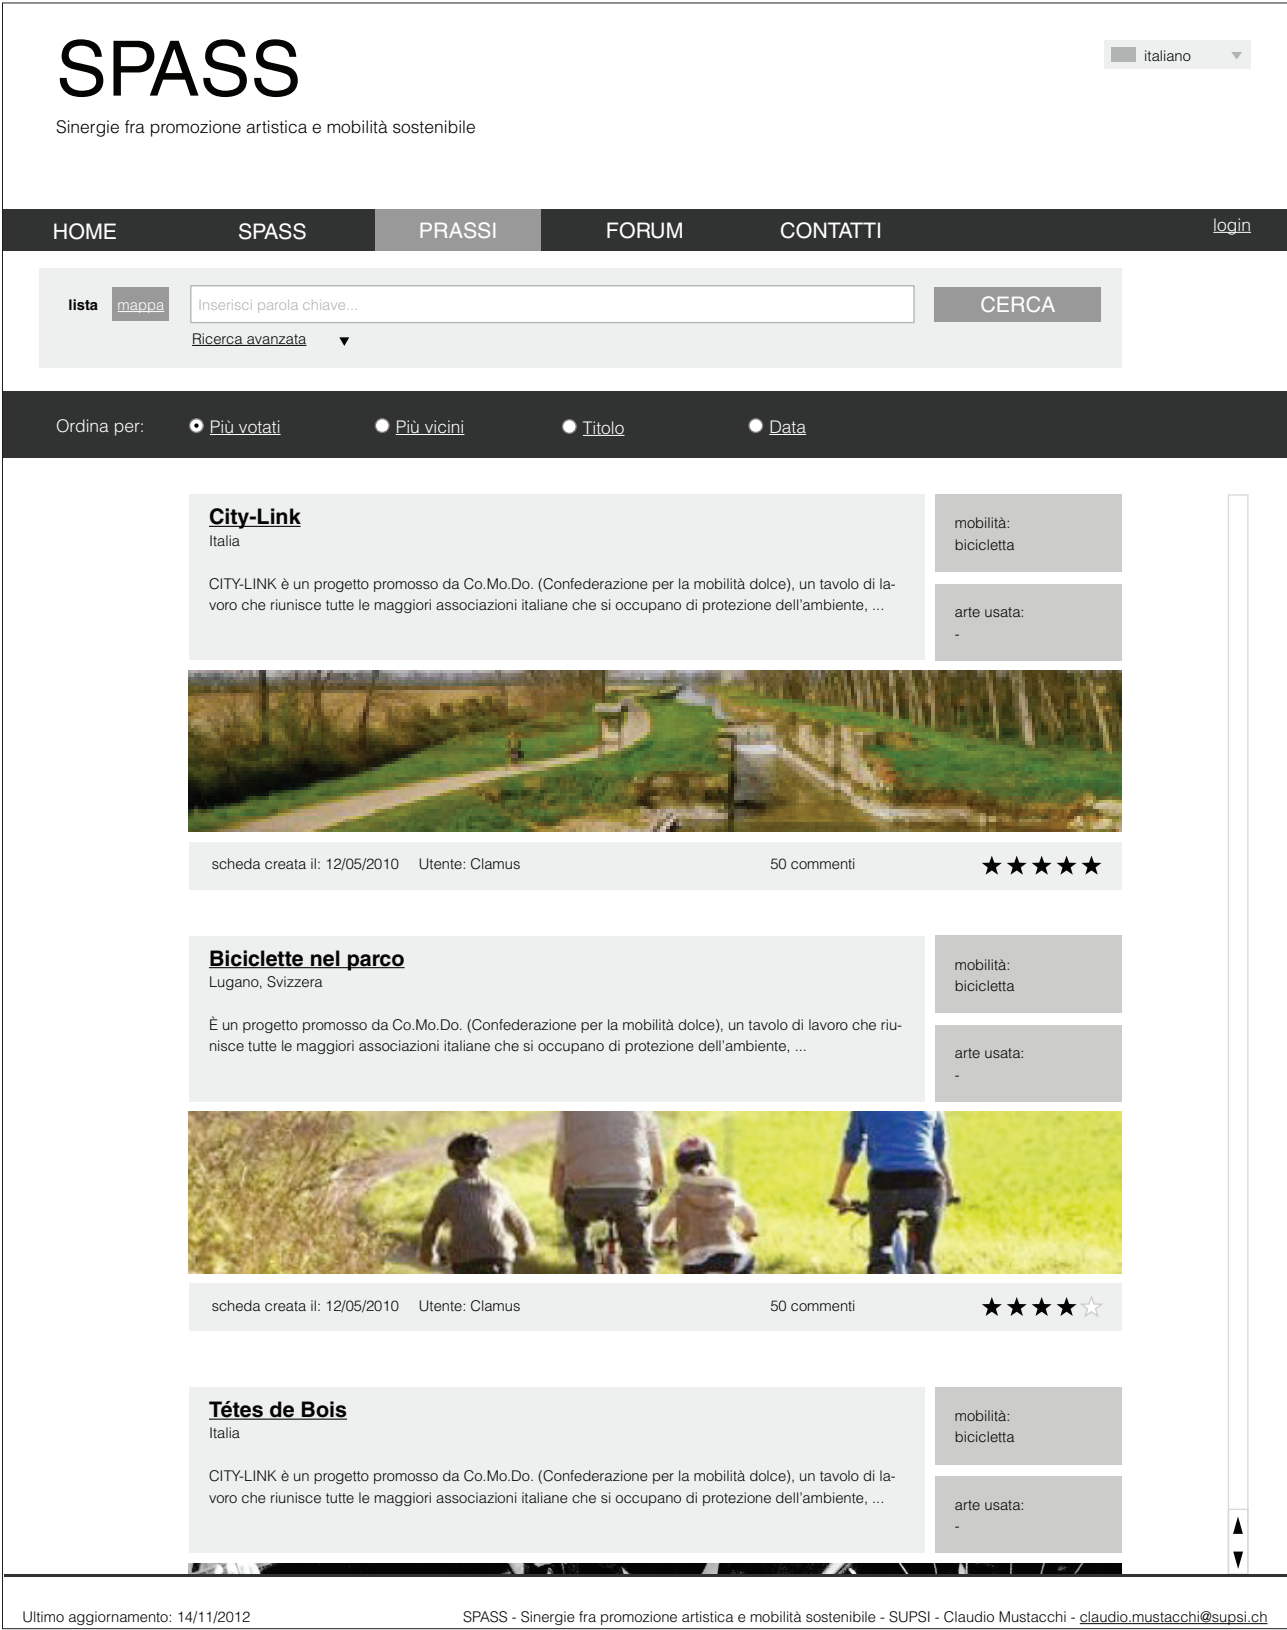 SPASS
italiano
Sinergie fra promozione artistica e mobilità sostenibile
HOME SPASS PRASSI FORUM CONTATTI login
lista mappa Inserisci parola chiave... CERCA
Ricerca avanzata
Ordina per: Più votati Più vicini Titolo Data
City-Link
Italia
CITY-LINK è un progetto promosso da Co.Mo.Do. (Confederazione per la mobilità dolce), un tavolo di la-
voro che riunisce tutte le maggiori associazioni italiane che si occupano di protezione dell'ambiente, ...
mobilità:
bicicletta
arte usata:
-
scheda creata il: 12/05/2010 Utente: Clamus 50 commenti
Biciclette nel parco
Lugano, Svizzera
È un progetto promosso da Co.Mo.Do. (Confederazione per la mobilità dolce), un tavolo di lavoro che riu-
nisce tutte le maggiori associazioni italiane che si occupano di protezione dell'ambiente, ...
mobilità:
bicicletta
arte usata:
-
scheda creata il: 12/05/2010 Utente: Clamus 50 commenti
Tétes de Bois
Italia
CITY-LINK è un progetto promosso da Co.Mo.Do. (Confederazione per la mobilità dolce), un tavolo di la-
voro che riunisce tutte le maggiori associazioni italiane che si occupano di protezione dell'ambiente, ...
mobilità:
bicicletta
arte usata:
-
Ultimo aggiornamento: 14/11/2012 SPASS - Sinergie fra promozione artistica e mobilità sostenibile - SUPSI - Claudio Mustacchi - claudio.mustacchi@supsi.ch